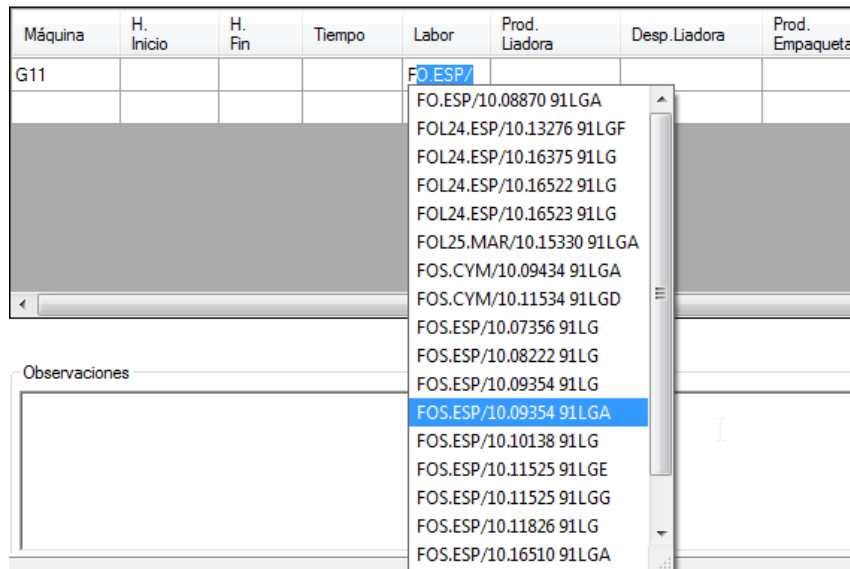 Máquina H. Inicio H. Fin Tiempo Labor Prod. Liadora Desp.Liadora Prod. Empaqueta
G11 FO.ESP/
FO.ESP/10.08870 91LGA
FOL24.ESP/10.13276 91LGF
FOL24.ESP/10.16375 91LG
FOL24.ESP/10.16522 91LG
FOL24.ESP/10.16523 91LG
FOL25.MAR/10.15330 91LGA
FOS.CYM/10.09434 91LGA
FOS.CYM/10.11534 91LGD
FOS.ESP/10.07356 91LG
FOS.ESP/10.08222 91LG
FOS.ESP/10.09354 91LG
FOS.ESP/10.09354 91LGA
FOS.ESP/10.10138 91LG
FOS.ESP/10.11525 91LGE
FOS.ESP/10.11525 91LGG
FOS.ESP/10.11826 91LG
FOS.ESP/10.16510 91LGA
Observaciones